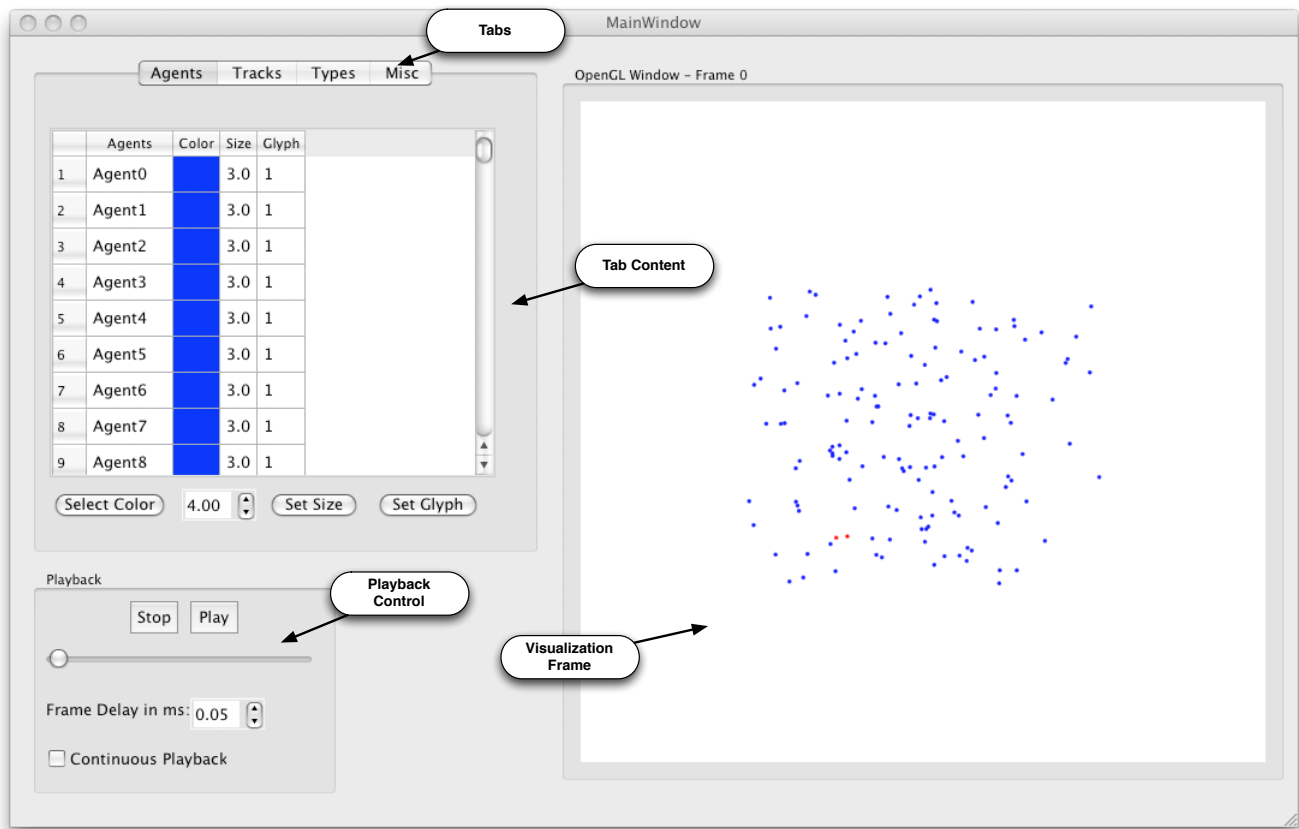 MainWindow
Tabs
Agents Tracks Types Misc
OpenGL Window - Frame 0
Agents Color Size Glyph
1 Agent0 3.0 1
2 Agent1 3.0 1
3 Agent2 3.0 1
4 Agent3 3.0 1
5 Agent4 3.0 1
6 Agent5 3.0 1
7 Agent6 3.0 1
8 Agent7 3.0 1
9 Agent8 3.0 1
Tab Content
Select Color 4.00 Set Size Set Glyph
Playback
Playback
Control
Stop Play
Visualization
Frame
Frame Delay in ms: 0.05
Continuous Playback